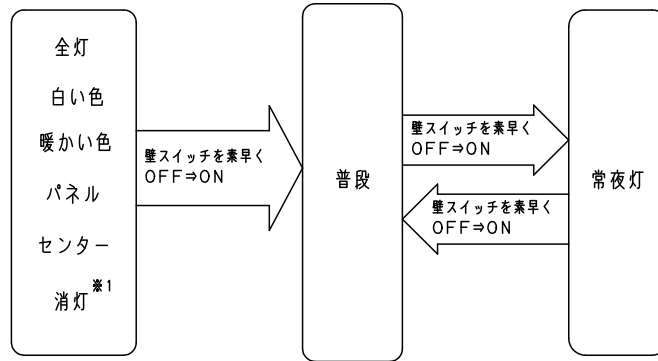 全灯
白い色
暖かい色
パネル
センター
消灯※1
壁スイッチを素早く
OFF⇒ON
普段
壁スイッチを素早く
OFF⇒ON
壁スイッチを素早く
OFF⇒ON
常夜灯